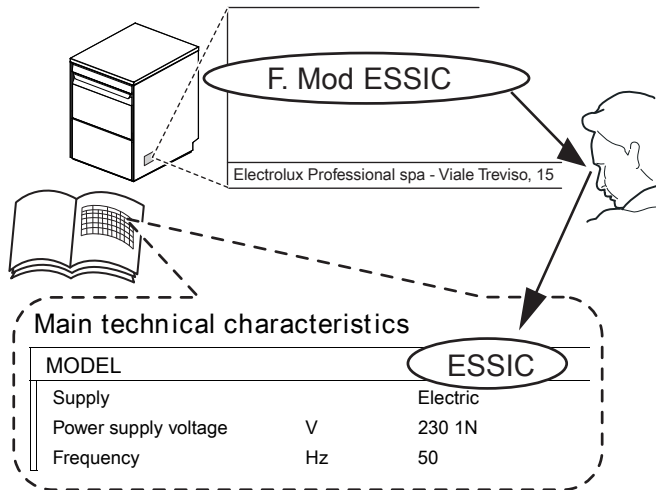 F. Mod ESSIC
Electrolux Professional spa - Viale Treviso, 15
Main technical characteristics
MODEL ESSIC
Supply Electric
Power supply voltage V 230 1N
Frequency Hz 50